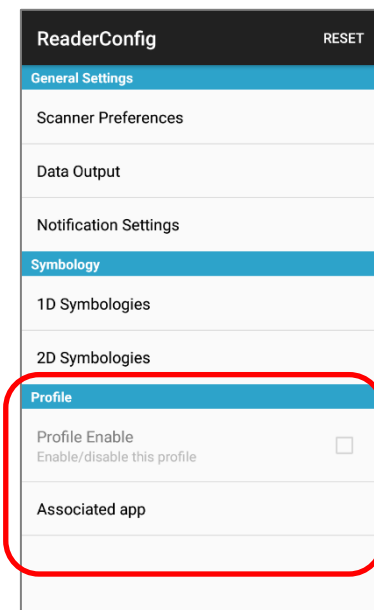 ReaderConfig RESET
General Settings
Scanner Preferences
Data Output
Notification Settings
Symbology
1D Symbologies
2D Symbologies
Profile
Profile Enable
Enable/disable this profile
Associated app